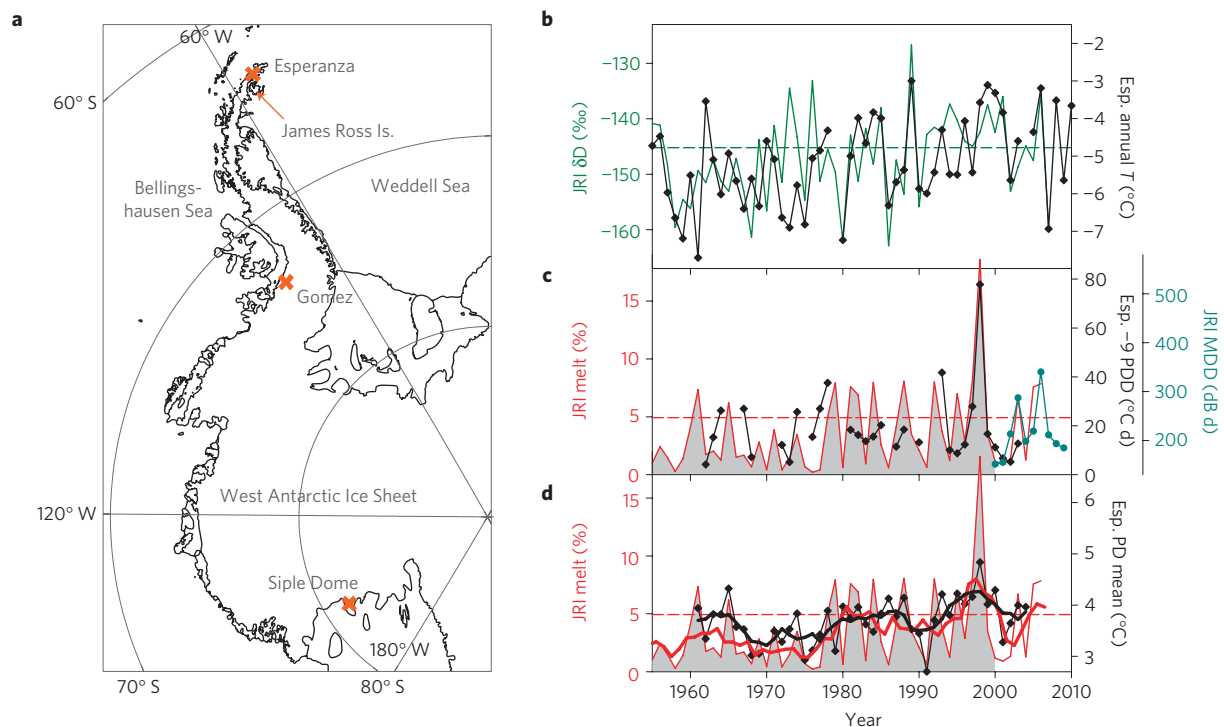 a
60° W
60° S
Esperanza
James Ross Is.
Bellings-
hausen Sea
Weddell Sea
Gomez
West Antarctic Ice Sheet
120° W
Siple Dome
180° W
70° S
80° S
b
JRI δD (‰)
−130
−140
−150
−160
−2
−3
−4
−5
−6
−7
Esp. annual T (°C)
c
JRI melt (%)
15
10
5
0
80
60
40
20
0
Esp. −9 PDD (°C d)
500
400
300
200
JRI MDD (dB d)
d
JRI melt (%)
15
10
5
0
6
5
4
3
Esp. PD mean (°C)
1960
1970
1980
1990
2000
2010
Year